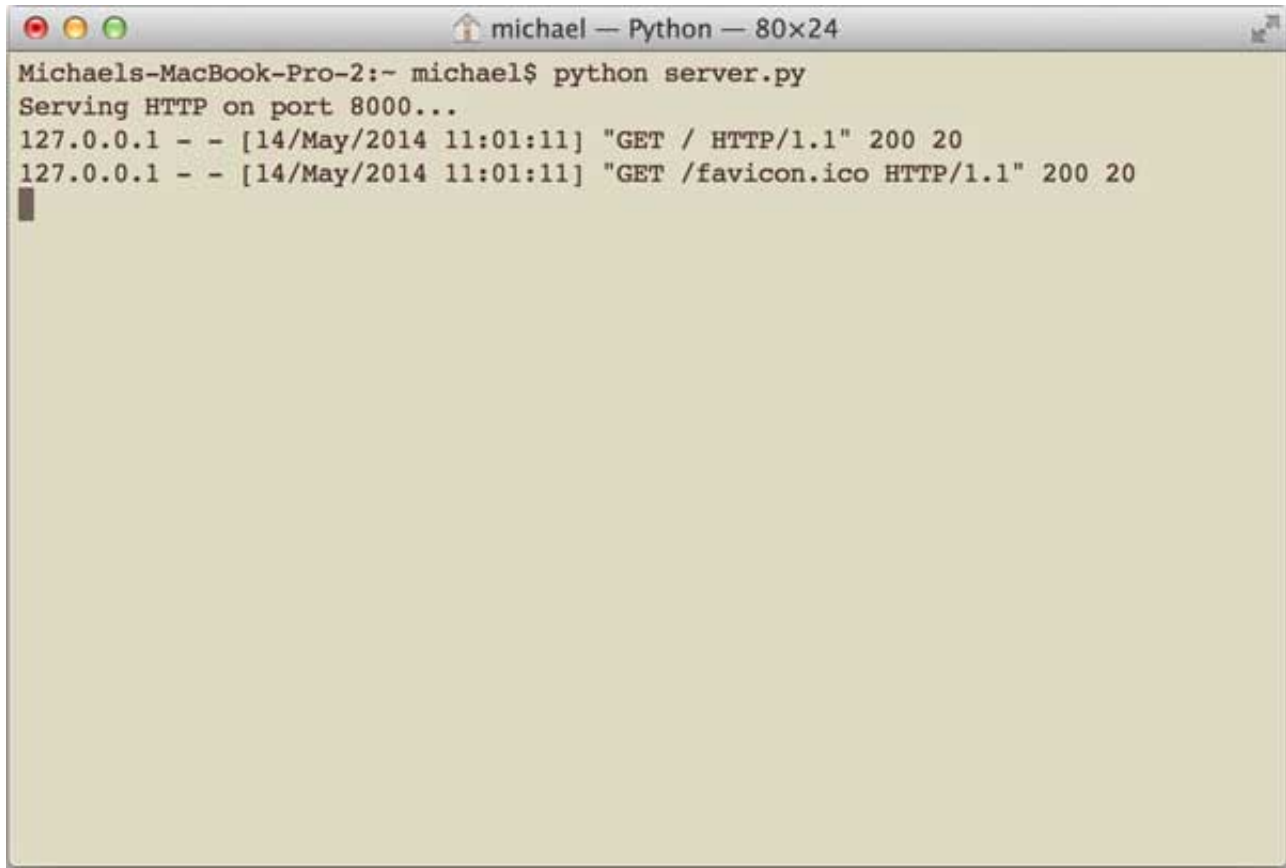 michael — Python — 80×24
Michaels-MacBook-Pro-2:~ michael$ python server.py
Serving HTTP on port 8000...
127.0.0.1 - - [14/May/2014 11:01:11] "GET / HTTP/1.1" 200 20
127.0.0.1 - - [14/May/2014 11:01:11] "GET /favicon.ico HTTP/1.1" 200 20